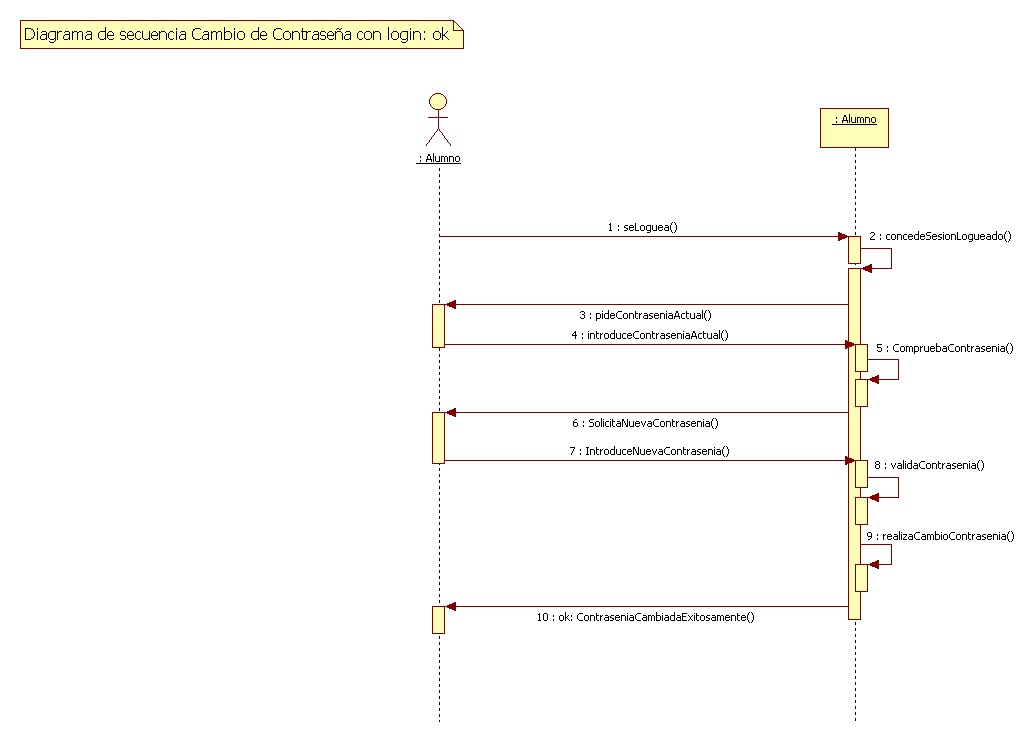 Diagrama de secuencia Cambio de Contraseña con login: ok
: Alumno
: Alumno
1 : seLoguea()
2 : concedeSesionLogueado()
3 : pideContraseniaActual()
4 : introduceContraseniaActual()
5 : CompruebaContrasenia()
6 : SolicitaNuevaContrasenia()
7 : IntroduceNuevaContrasenia()
8 : validaContrasenia()
9 : realizaCambioContrasenia()
10 : ok: ContraseniaCambiadaExitosamente()